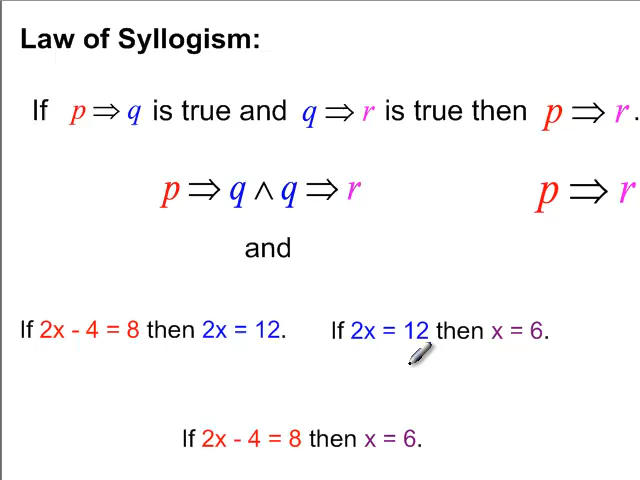 Law of Syllogism:
If p ⇒ q is true and q ⇒ r is true then p ⇒ r.
p ⇒ q ∧ q ⇒ r p ⇒ r
and
If 2x - 4 = 8 then 2x = 12. If 2x = 12 then x = 6.
If 2x - 4 = 8 then x = 6.